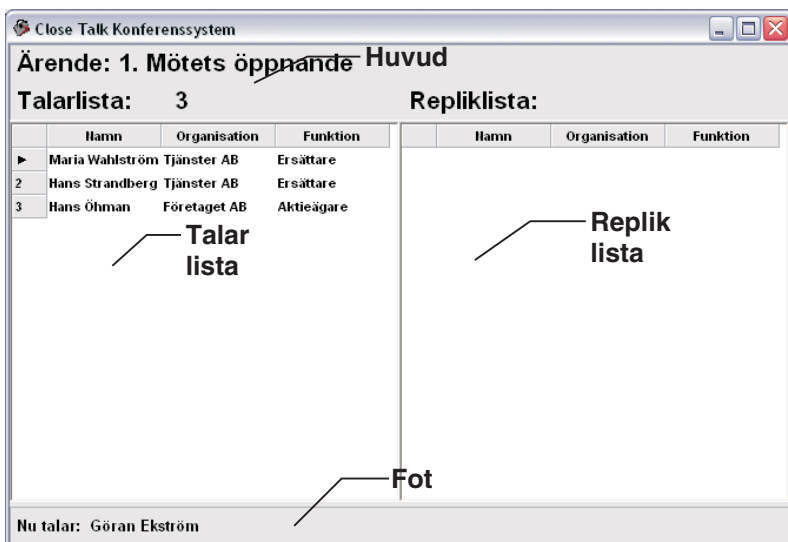 Close Talk Konferenssystem
Ärende: 1. Mötets öppnande
Huvud
Talarlista: 3
Repliklista:
Namn Organisation Funktion
Maria Wahlström Tjänster AB Ersättare
2 Hans Strandberg Tjänster AB Ersättare
3 Hans Öhman Företaget AB Aktieägare
Talar
lista
Namn Organisation Funktion
Replik
lista
Fot
Nu talar: Göran Ekström